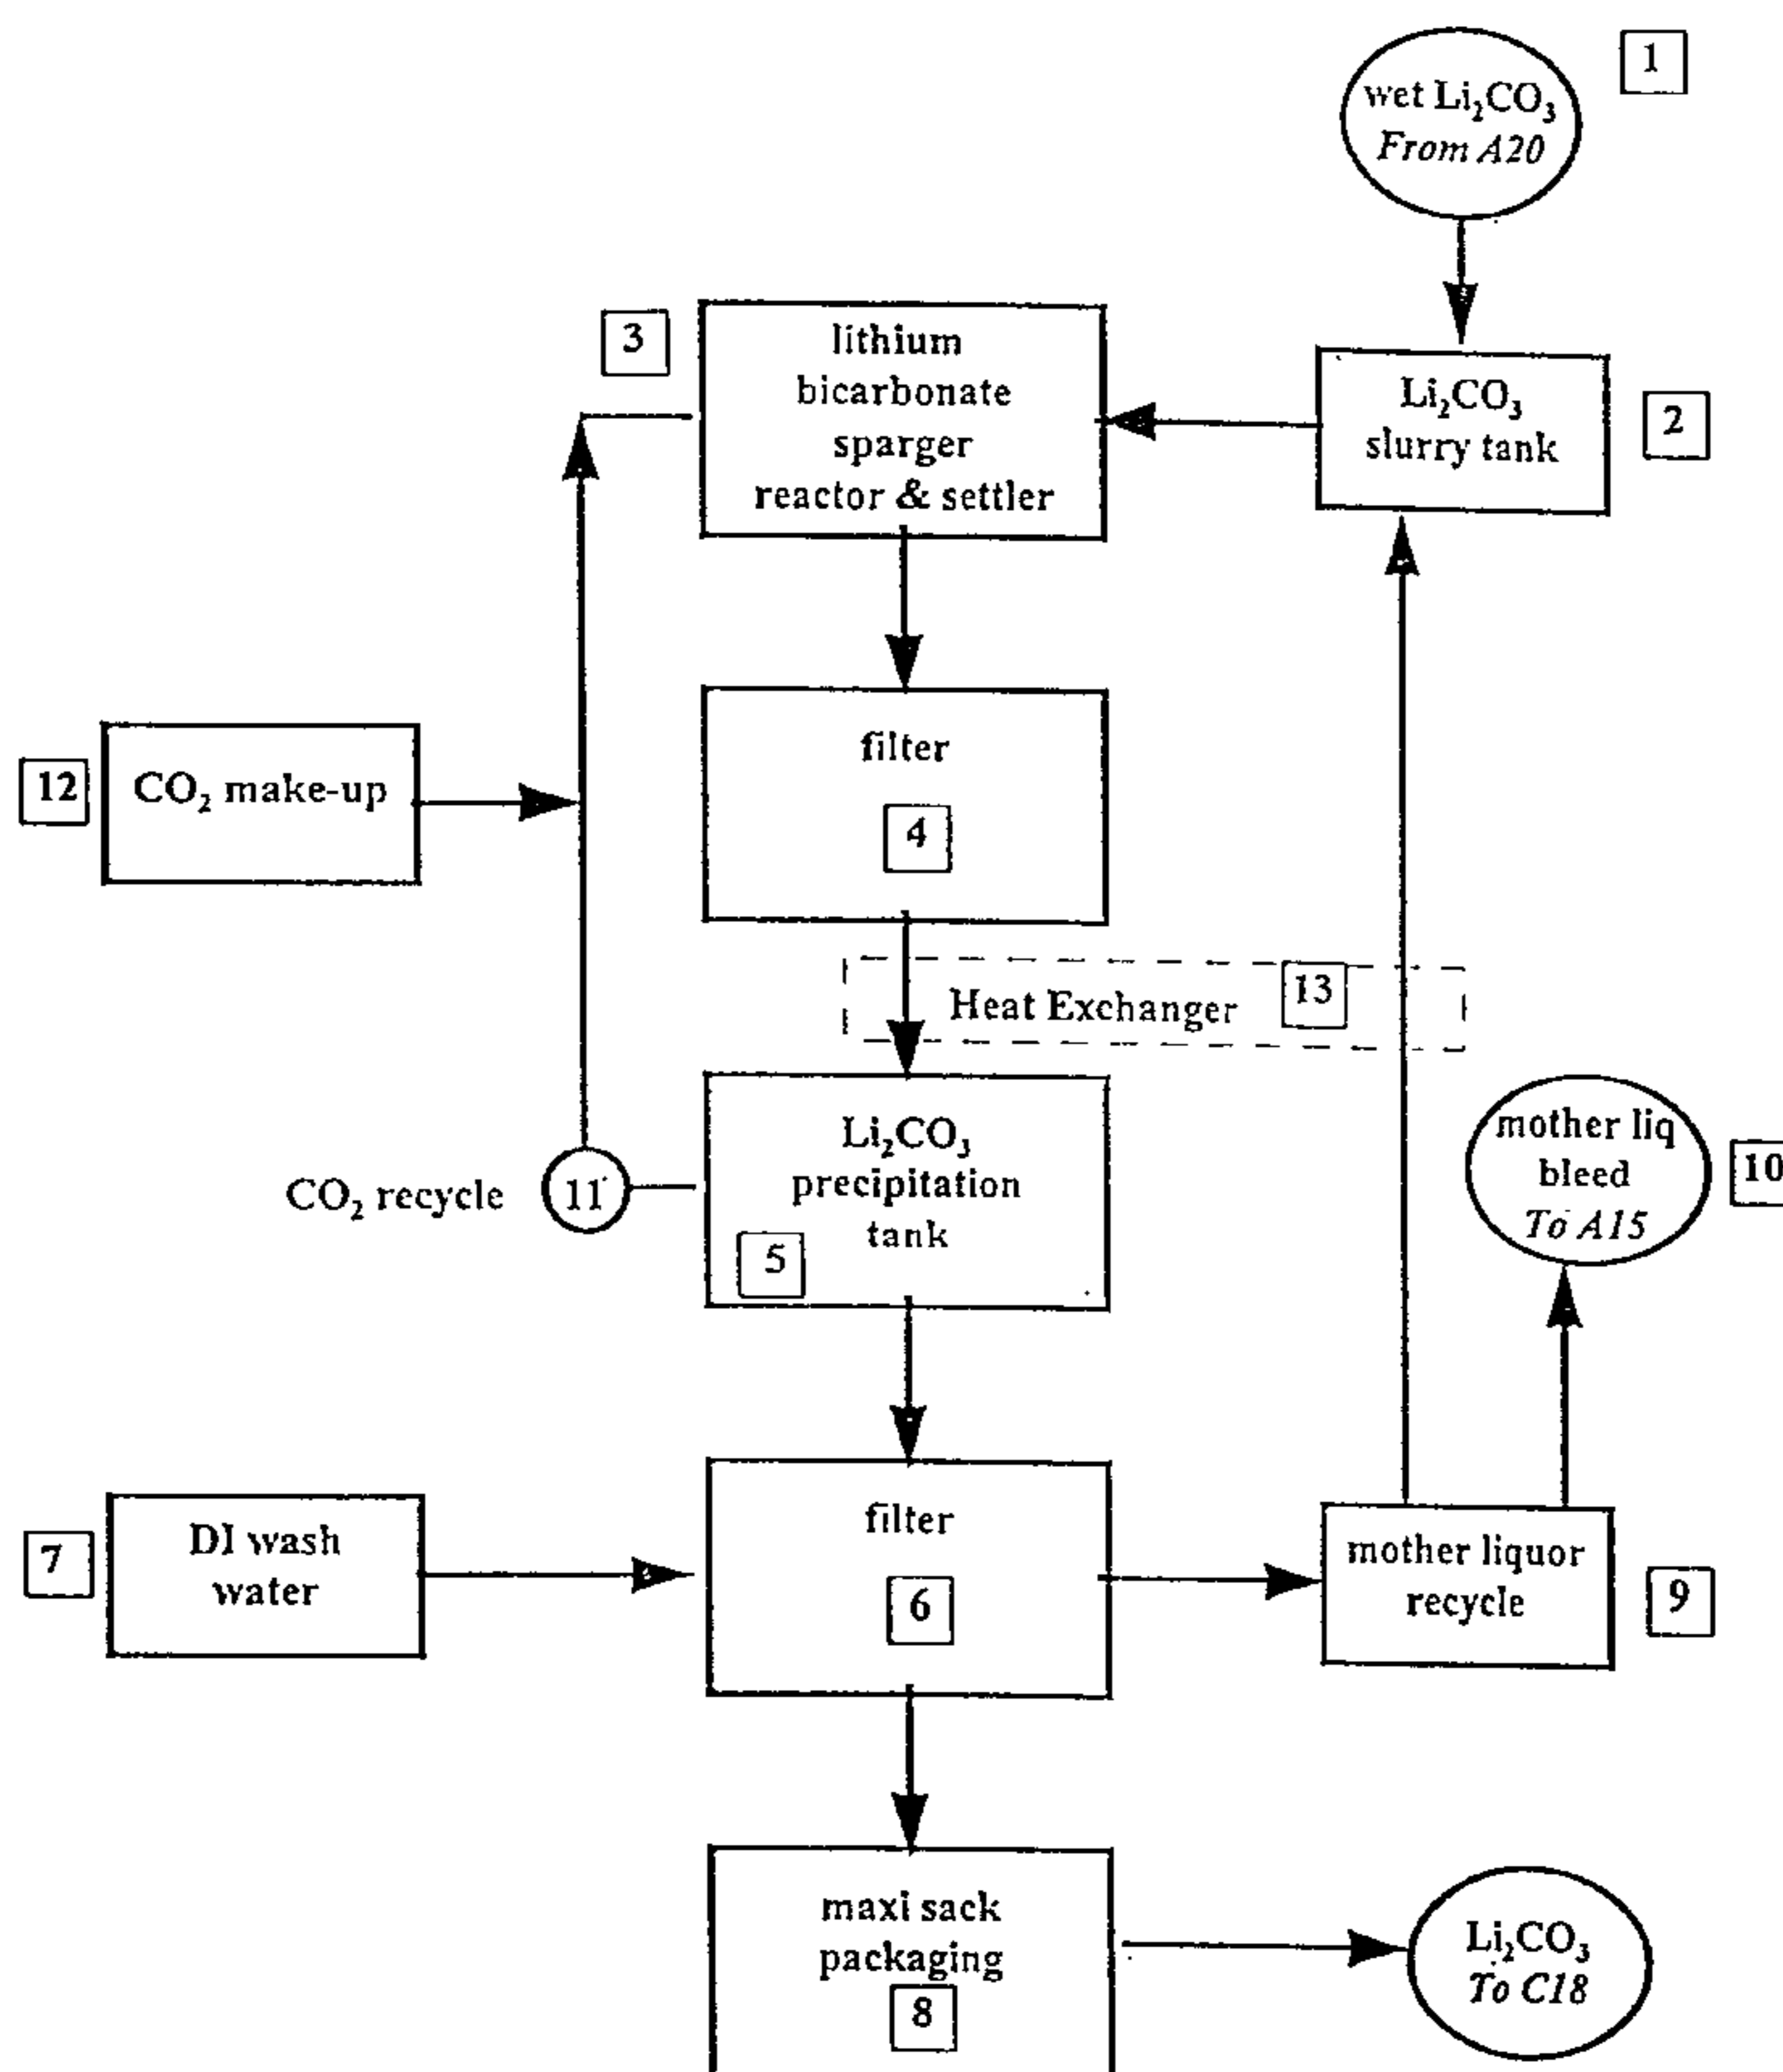 1
wet Li₂CO₃
From A20
3
lithium
bicarbonate
sparger
reactor & settler
Li₂CO₃
slurry tank
2
filter
4
12
CO₂ make-up
Heat Exchanger
13
Li₂CO₃
precipitation
tank
5
CO₂ recycle
11
mother liq
bleed
To A15
10
7
DI wash
water
filter
6
mother liquor
recycle
9
maxi sack
packaging
8
Li₂CO₃
To C18